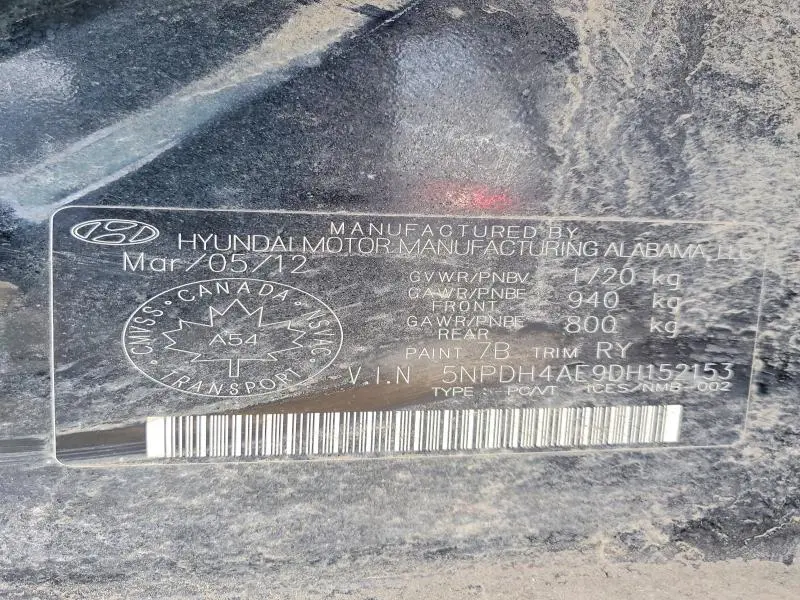 MANUFACTURED BY
HYUNDAI MOTOR MANUFACTURING ALABAMA, LLC
Mar/05/12
GVWR/PNBV 1720 kg
GAWR/PNBE FRONT 940 kg
GAWR/PNBE REAR 800 kg
PAINT 7B TRIM RY
CANADA
CMVSS NSVAC
A54
TRANSPORT
V.I.N 5NPDH4AE9DH152153
TYPE : PC/VT ICES/NMB-002